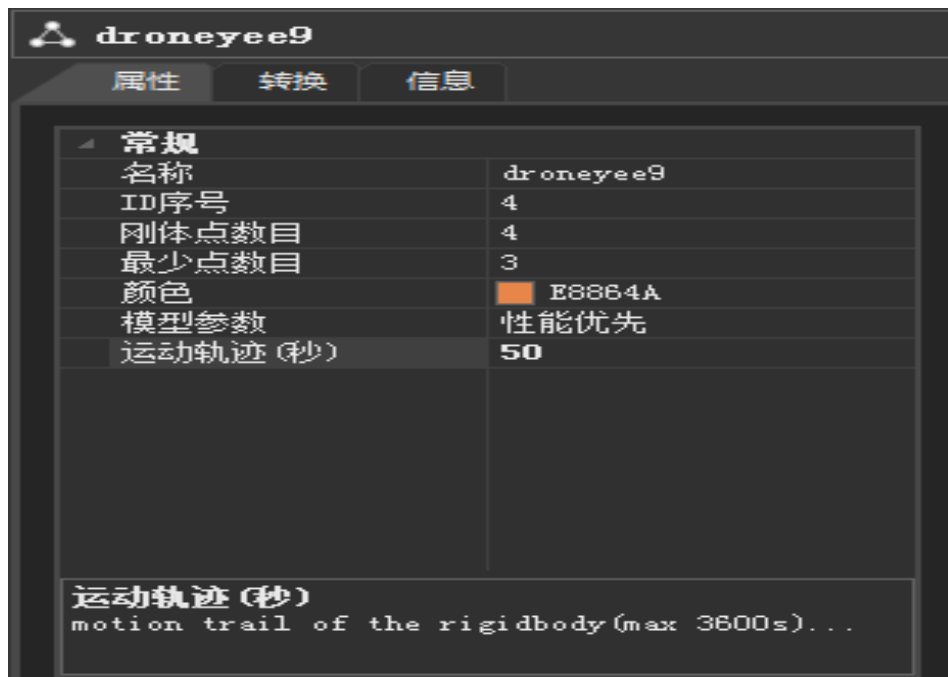 droneyee9
属性 转换 信息
常规
名称 droneyee9
ID序号 4
刚体点数目 4
最少点数目 3
颜色 E8864A
模型参数 性能优先
运动轨迹(秒) 50
运动轨迹(秒)
motion trail of the rigidbody(max 3600s)...